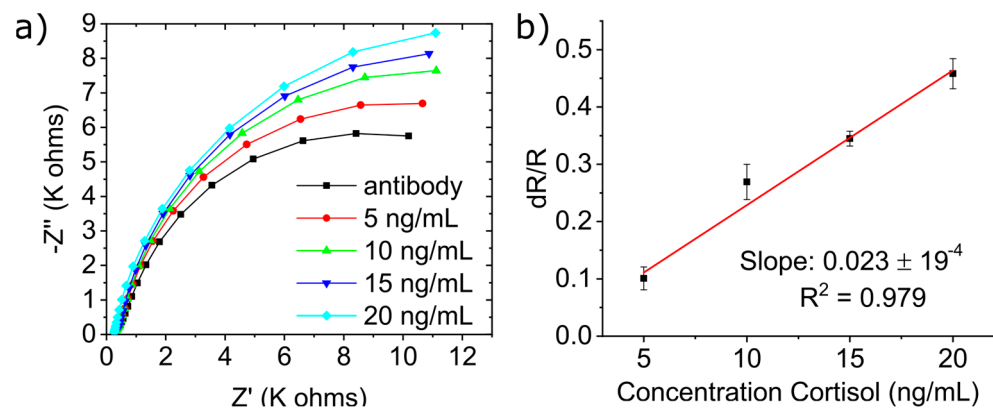 a)
9
8
7
6
5
4
3
2
1
0
-Z" (K ohms)
0 2 4 6 8 10 12
Z' (K ohms)
antibody
5 ng/mL
10 ng/mL
15 ng/mL
20 ng/mL
b)
0.5
0.4
0.3
0.2
0.1
0.0
dR/R
5 10 15 20
Concentration Cortisol (ng/mL)
Slope: 0.023 ± 19⁻⁴
R² = 0.979